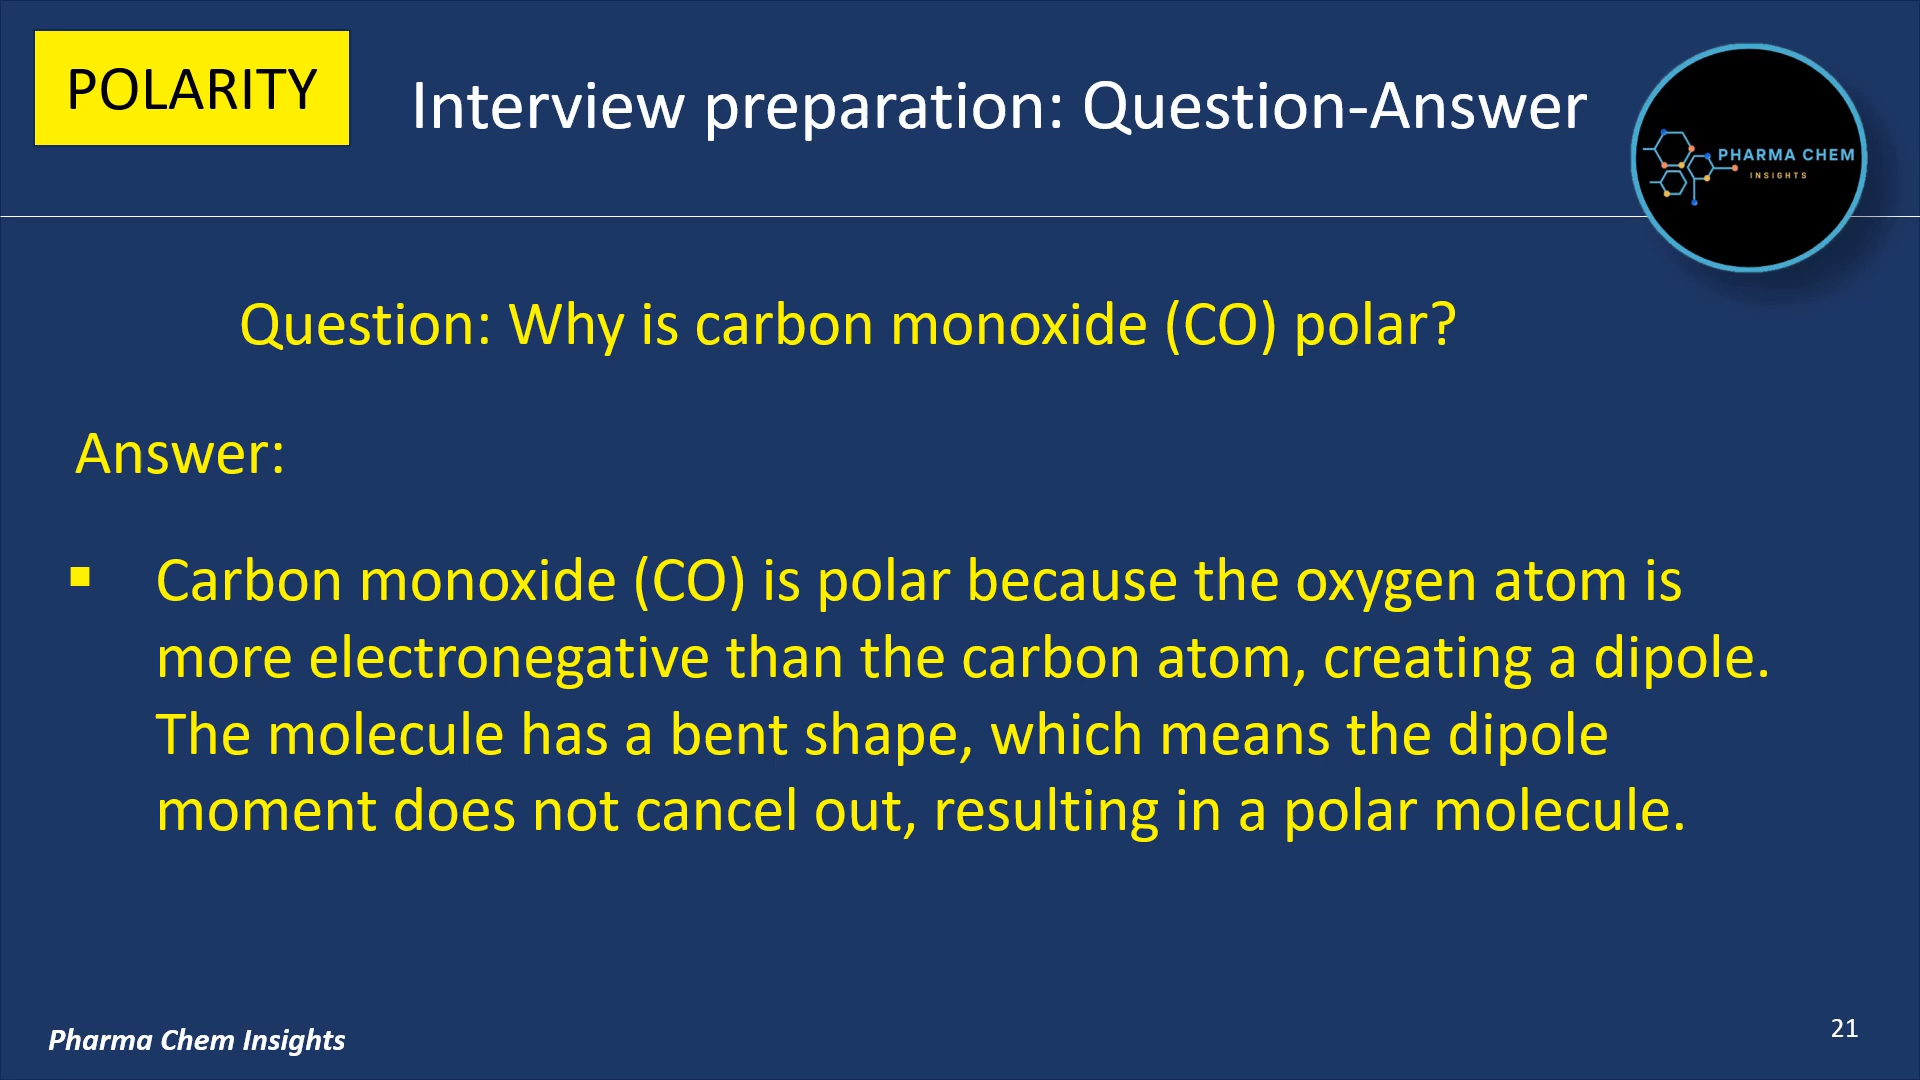 POLARITY
Interview preparation: Question-Answer
PHARMA CHEM
INSIGHTS
Question: Why is carbon monoxide (CO) polar?
Answer:
▪ Carbon monoxide (CO) is polar because the oxygen atom is
more electronegative than the carbon atom, creating a dipole.
The molecule has a bent shape, which means the dipole
moment does not cancel out, resulting in a polar molecule.
Pharma Chem Insights
21